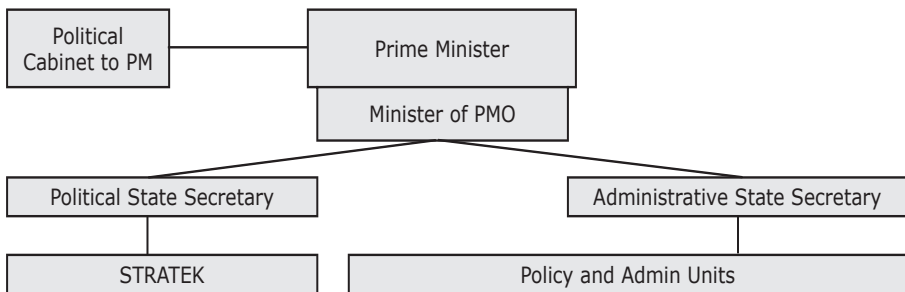 Political
Cabinet to PM
Prime Minister
Minister of PMO
Political State Secretary
Administrative State Secretary
STRATEK
Policy and Admin Units